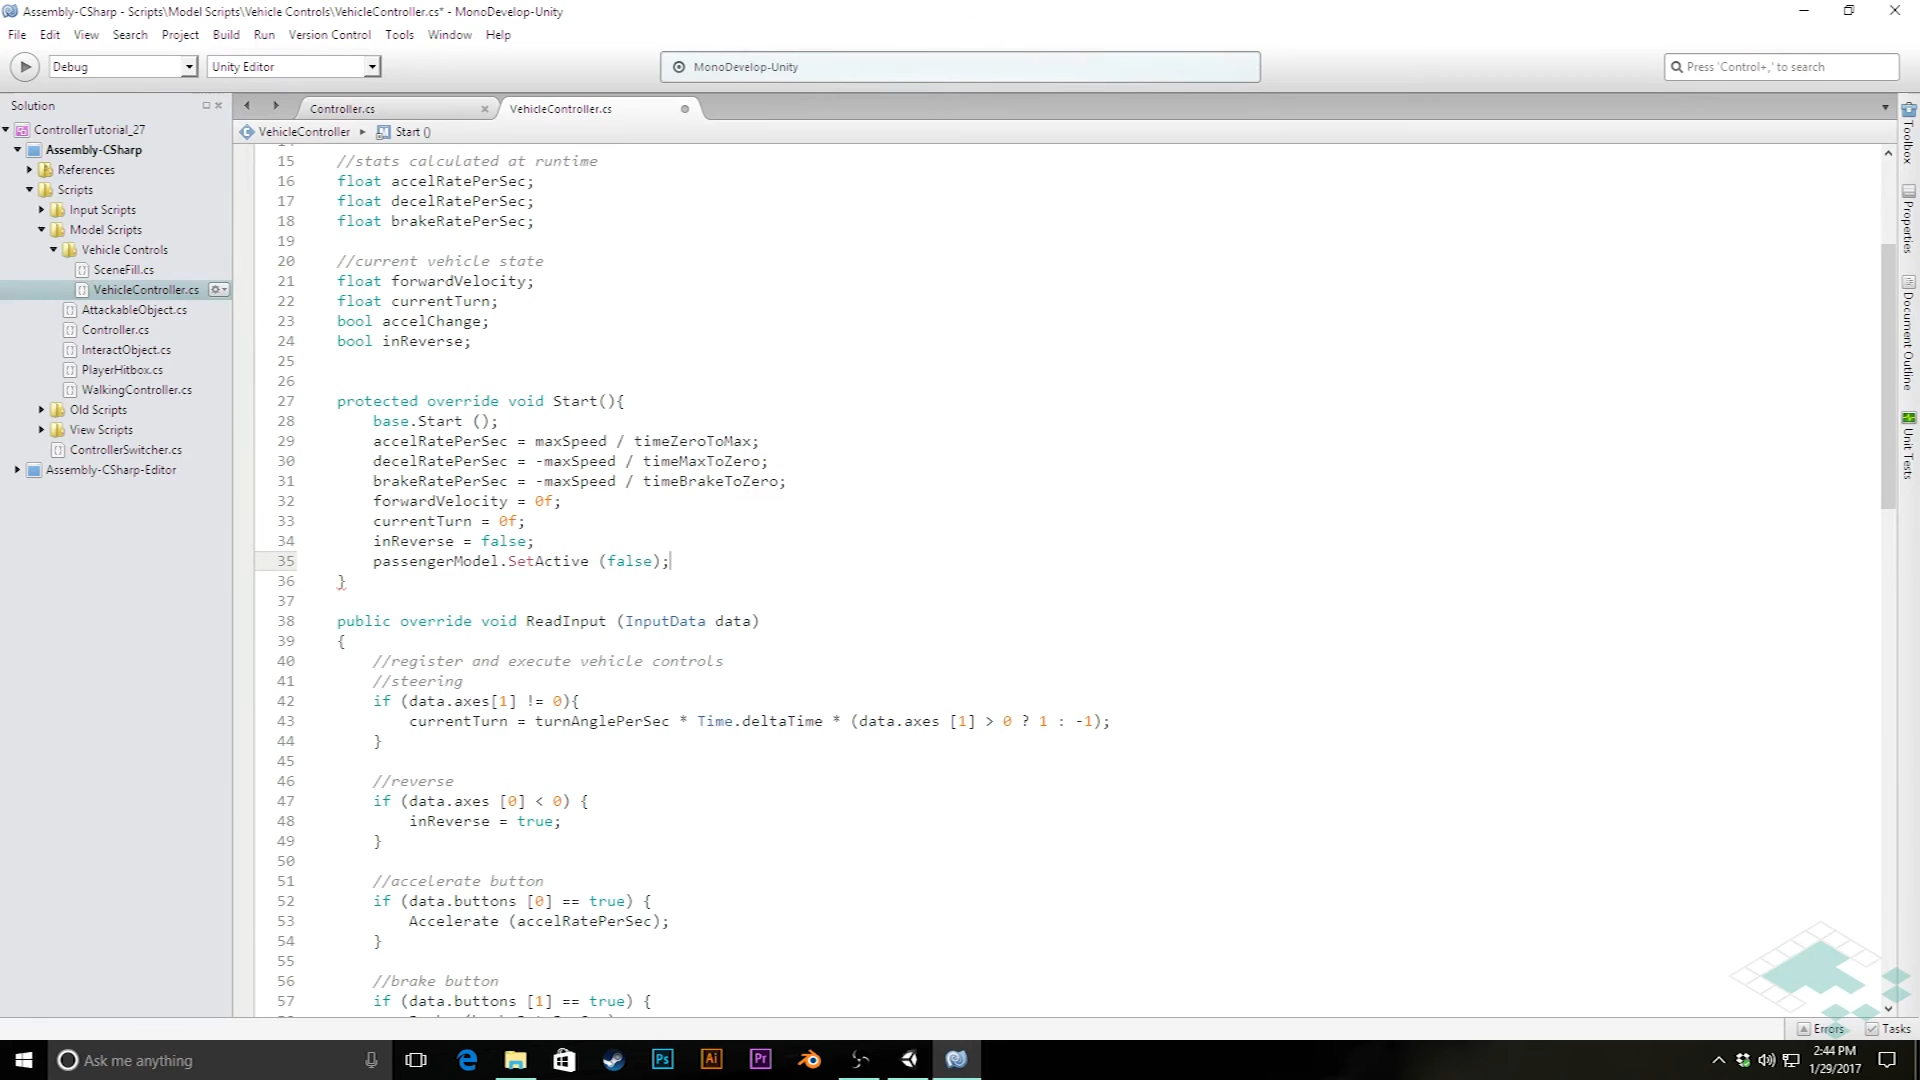 Assembly-CSharp - Scripts\Model Scripts\Vehicle Controls\VehicleController.cs* - MonoDevelop-Unity
File Edit View Search Project Build Run Version Control Tools Window Help
Debug
Unity Editor
MonoDevelop-Unity
Press 'Control+,' to search
Solution
ControllerTutorial_27
Assembly-CSharp
References
Scripts
Input Scripts
Model Scripts
Vehicle Controls
SceneFill.cs
VehicleController.cs
AttackableObject.cs
Controller.cs
InteractObject.cs
PlayerHitbox.cs
WalkingController.cs
Old Scripts
View Scripts
ControllerSwitcher.cs
Assembly-CSharp-Editor
Controller.cs
VehicleController.cs
VehicleController Start ()
15 //stats calculated at runtime
16 float accelRatePerSec;
17 float decelRatePerSec;
18 float brakeRatePerSec;
19
20 //current vehicle state
21 float forwardVelocity;
22 float currentTurn;
23 bool accelChange;
24 bool inReverse;
25
26
27 protected override void Start(){
28 base.Start ();
29 accelRatePerSec = maxSpeed / timeZeroToMax;
30 decelRatePerSec = -maxSpeed / timeMaxToZero;
31 brakeRatePerSec = -maxSpeed / timeBrakeToZero;
32 forwardVelocity = 0f;
33 currentTurn = 0f;
34 inReverse = false;
35 passengerModel.SetActive (false);
36 }
37
38 public override void ReadInput (InputData data)
39 {
40 //register and execute vehicle controls
41 //steering
42 if (data.axes[1] != 0){
43 currentTurn = turnAnglePerSec * Time.deltaTime * (data.axes [1] > 0 ? 1 : -1);
44 }
45
46 //reverse
47 if (data.axes [0] < 0) {
48 inReverse = true;
49 }
50
51 //accelerate button
52 if (data.buttons [0] == true) {
53 Accelerate (accelRatePerSec);
54 }
55
56 //brake button
57 if (data.buttons [1] == true) {
Toolbox
Properties
Document Outline
Unit Tests
Errors
Tasks
Ask me anything
Ps
Ai
Pr
2:44 PM
1/29/2017